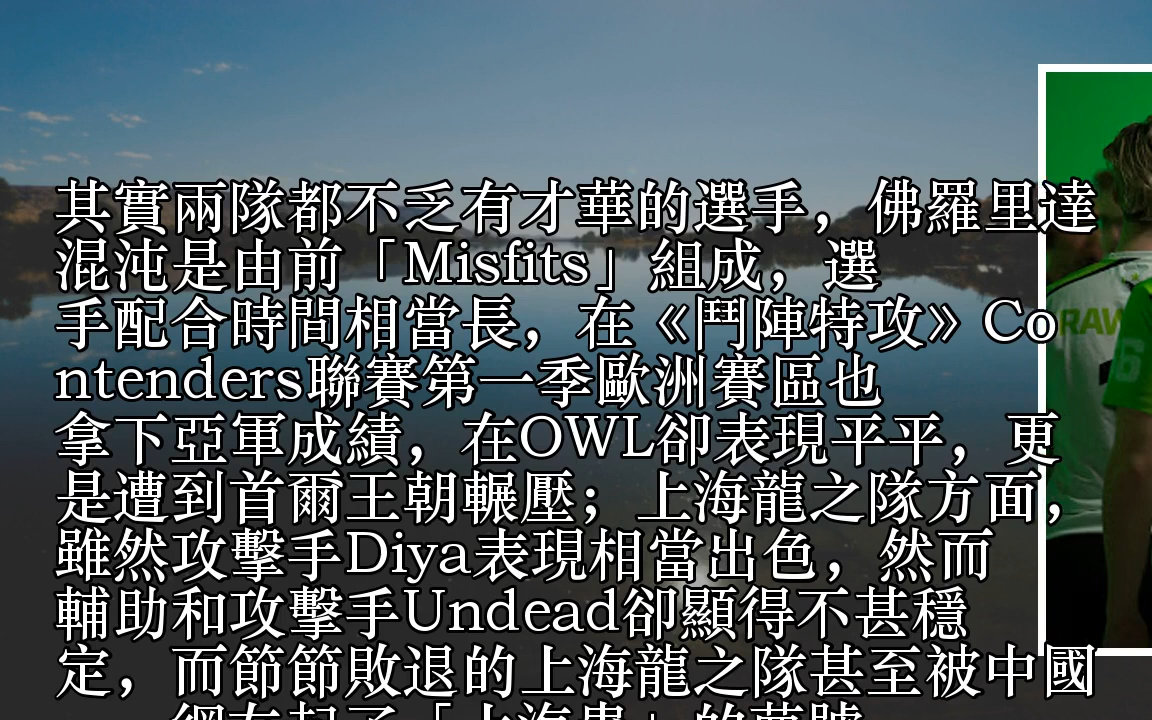 其實兩隊都不乏有才華的選手，佛羅里達
混沌是由前「Misfits」組成，選
手配合時間相當長，在《鬥陣特攻》Co
ntenders聯賽第一季歐洲賽區也
拿下亞軍成績，在OWL卻表現平平，更
是遭到首爾王朝輾壓；上海龍之隊方面，
雖然攻擊手Diya表現相當出色，然而
輔助和攻擊手Undead卻顯得不甚穩
定，而節節敗退的上海龍之隊甚至被中國
RAW
6